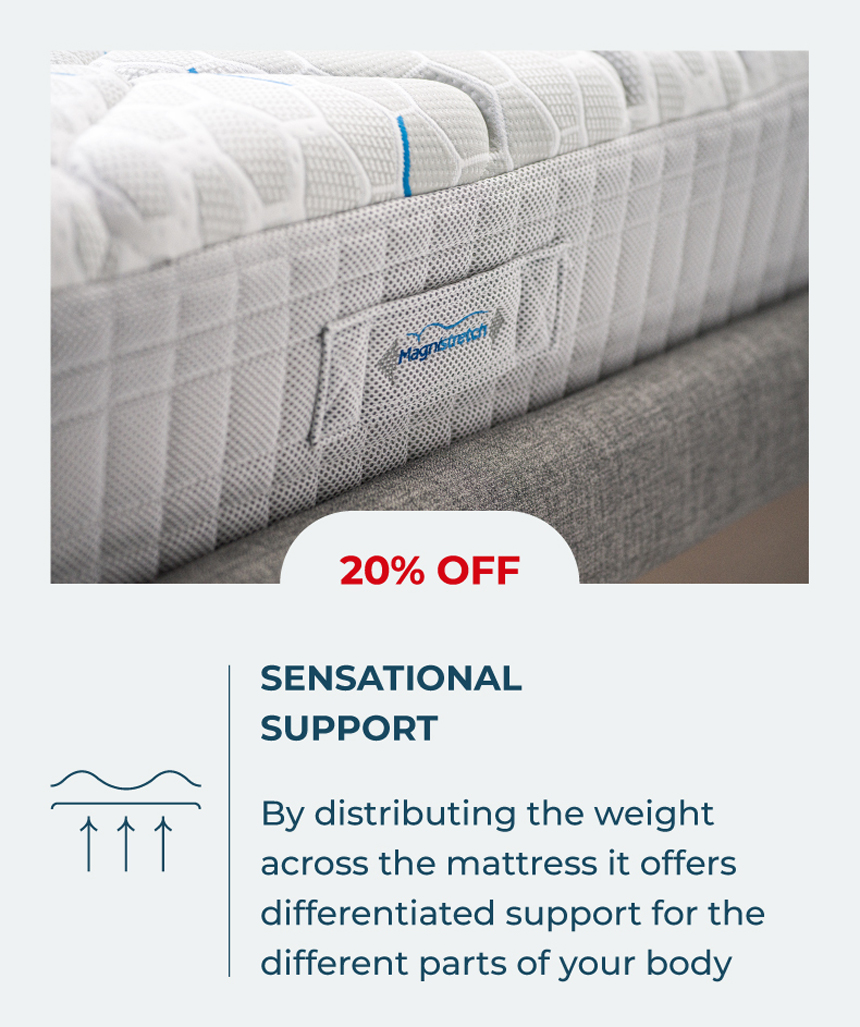 Magnistretch
20% OFF
SENSATIONAL
SUPPORT
By distributing the weight
across the mattress it offers
differentiated support for the
different parts of your body